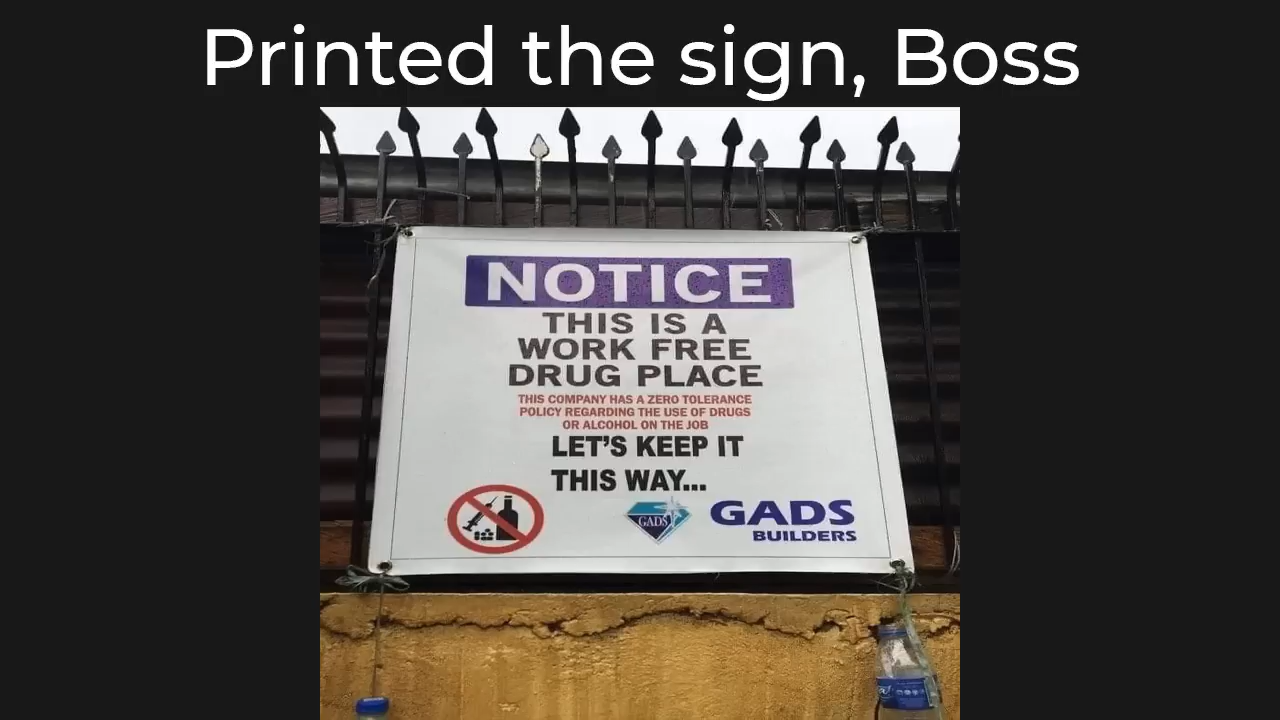 Printed the sign, Boss
NOTICE
THIS IS A
WORK FREE
DRUG PLACE
THIS COMPANY HAS A ZERO TOLERANCE
POLICY REGARDING THE USE OF DRUGS
OR ALCOHOL ON THE JOB
LET'S KEEP IT
THIS WAY...
GADS
GADS
BUILDERS